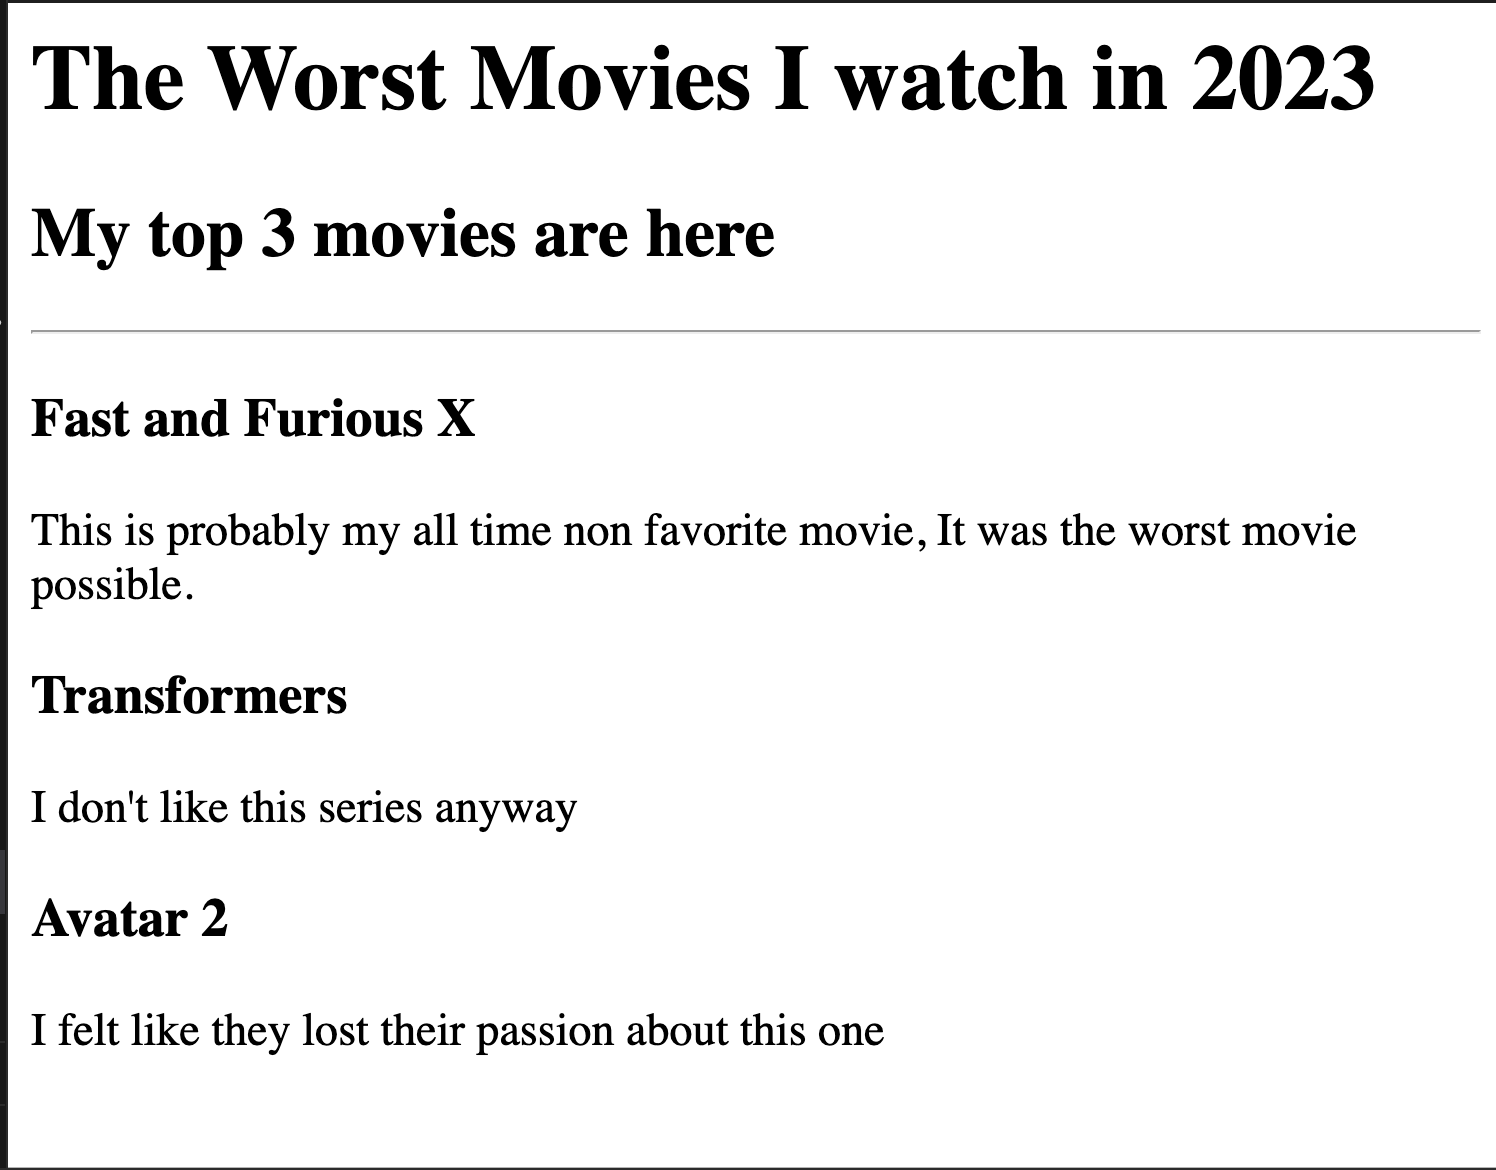 The Worst Movies I watch in 2023
My top 3 movies are here
Fast and Furious X
This is probably my all time non favorite movie, It was the worst movie
possible.
Transformers
I don't like this series anyway
Avatar 2
I felt like they lost their passion about this one